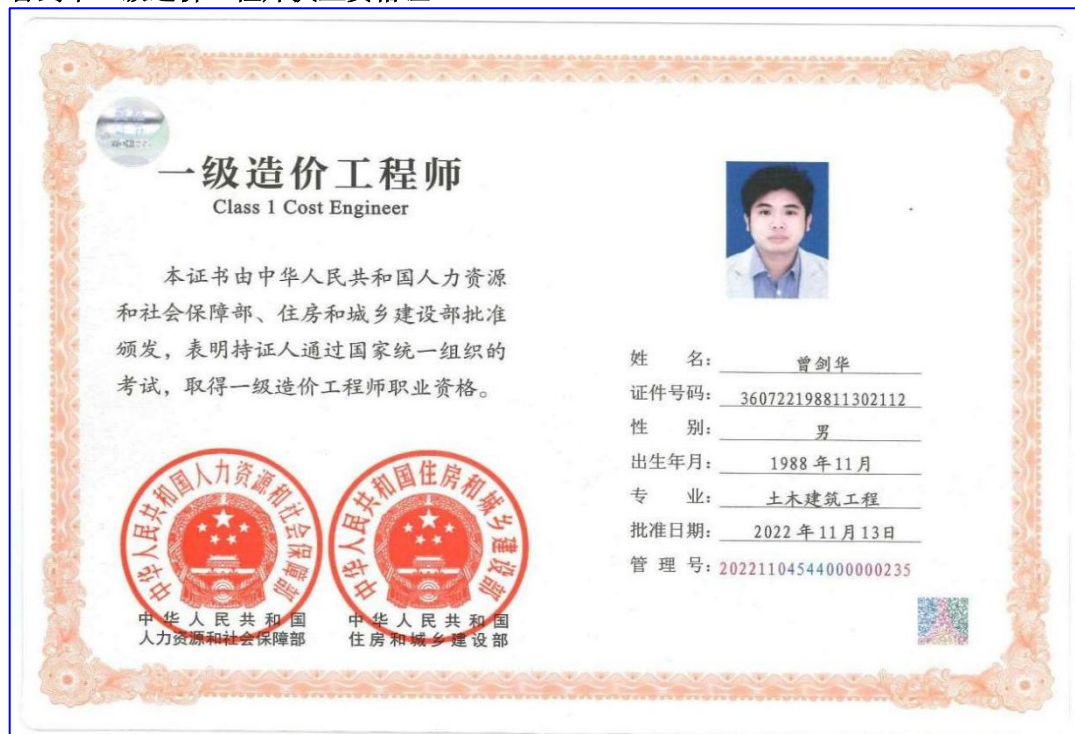 一级造价工程师
Class 1 Cost Engineer
本证书由中华人民共和国人力资源
和社会保障部、住房和城乡建设部批准
颁发，表明持证人通过国家统一组织的
考试，取得一级造价工程师职业资格。
中华人民共和国人力资源和社会保障部
中华人民共和国住房和城乡建设部
中华人民共和国
人力资源和社会保障部
中华人民共和国
住房和城乡建设部
姓 名：曾剑华
证件号码：360722198811302112
性 别：男
出生年月：1988年11月
专 业：土木建筑工程
批准日期：2022年11月13日
管 理 号：20221104544000000235